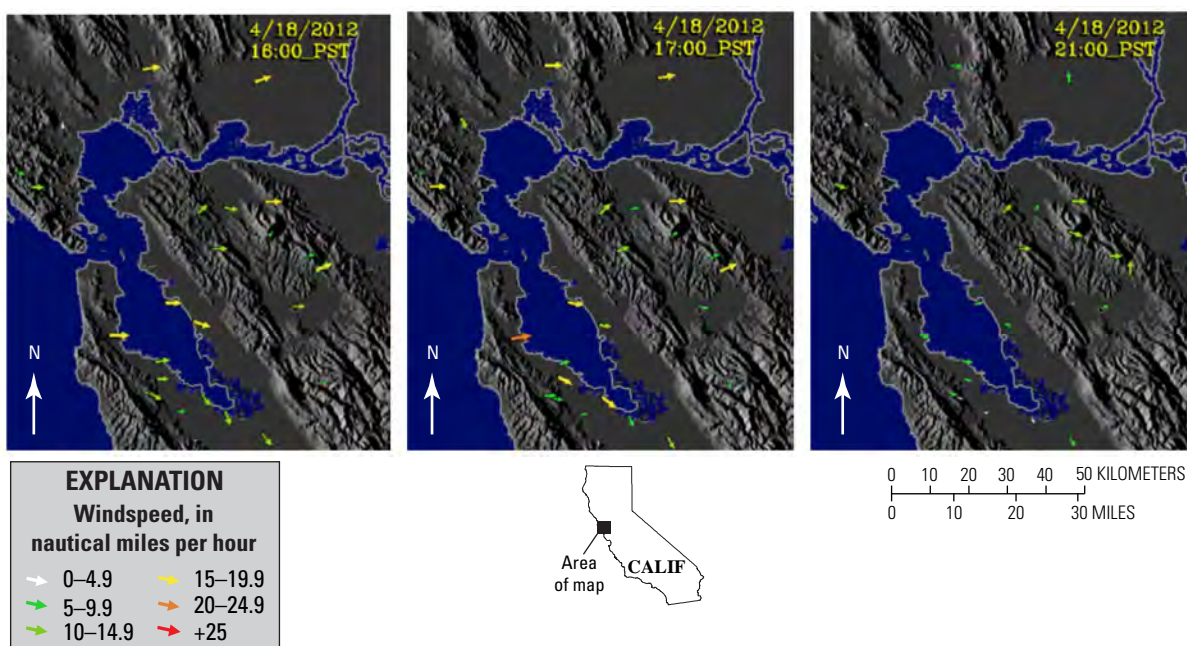 4/18/2012
16:00_PST
N
4/18/2012
17:00_PST
N
4/18/2012
21:00_PST
N
EXPLANATION
Windspeed, in
nautical miles per hour
0–4.9
15–19.9
5–9.9
20–24.9
10–14.9
+25
Area
of map
CALIF
0 10 20 30 40 50 KILOMETERS
0 10 20 30 MILES